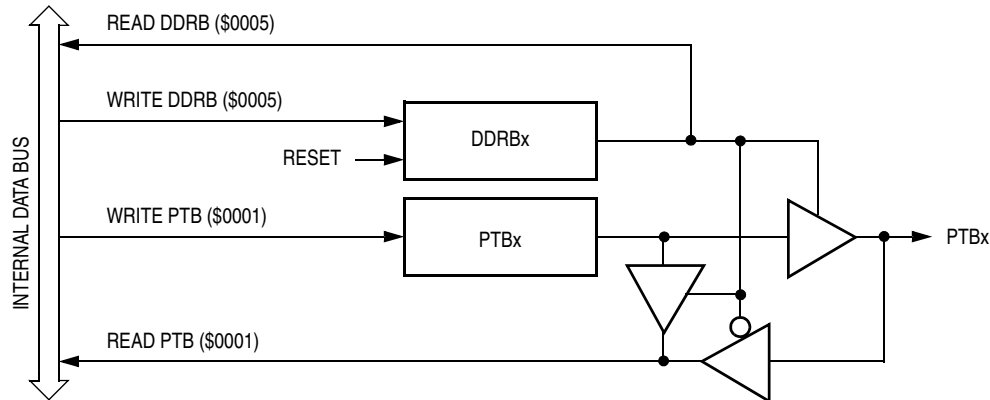 READ DDRB ($0005)
WRITE DDRB ($0005)
DDRBx
RESET
INTERNAL DATA BUS
WRITE PTB ($0001)
PTBx
PTBx
READ PTB ($0001)